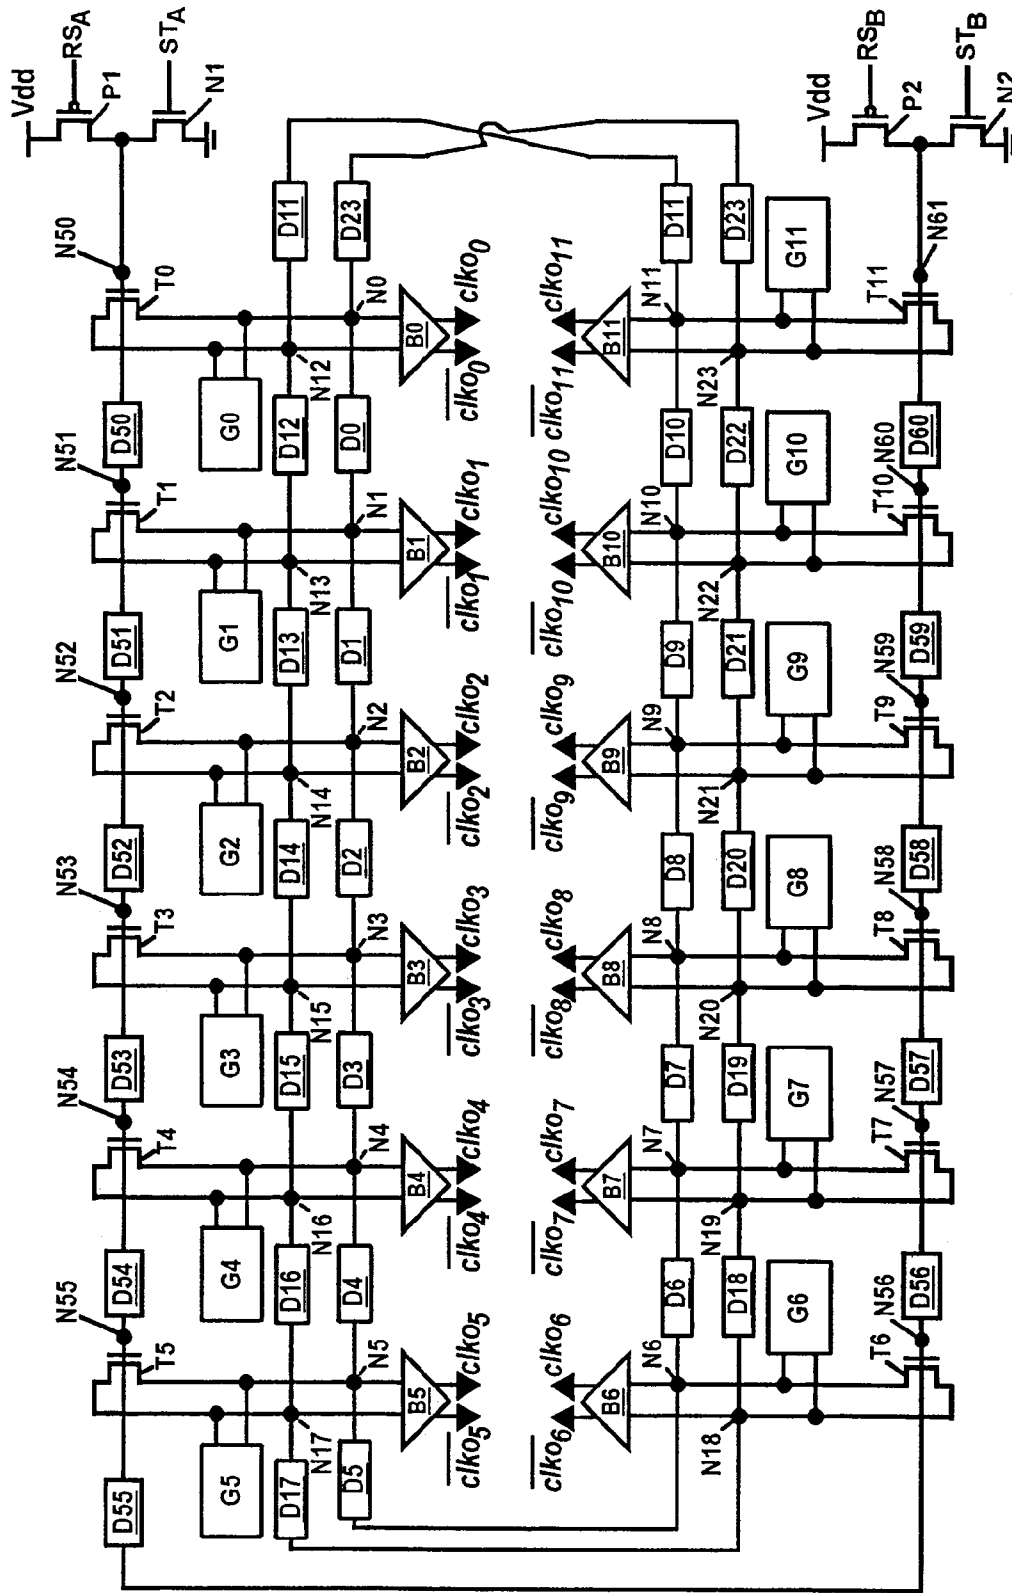 N55 N54 N53 N52 N51 N50 Vdd RSA
D55 D54 D53 D52 D51 D50 P1
T5 T4 T3 T2 T1 T0 STA
N1
G5 G4 G3 G2 G1 G0
D17 D16 D15 D14 D13 D12 D11
N17 N16 N15 N14 N13 N12
D5 D4 D3 D2 D1 D0 D23
N5 N4 N3 N2 N1 N0
B5 B4 B3 B2 B1 B0
clko5 clko5 clko4 clko4 clko3 clko3 clko2 clko2 clko1 clko1 clko0 clko0
clko6 clko6 clko7 clko7 clko8 clko8 clko9 clko9 clko10 clko10 clko11 clko11
B6 B7 B8 B9 B10 B11
N6 N7 N8 N9 N10 N11
D6 D7 D8 D9 D10 D11
N18 N19 N20 N21 N22 N23
D18 D19 D20 D21 D22 D23
G6 G7 G8 G9 G10 G11
Vdd RSB
T6 T7 T8 T9 T10 T11
N56 N57 N58 N59 N60 N61
P2
D56 D57 D58 D59 D60
STB
N2